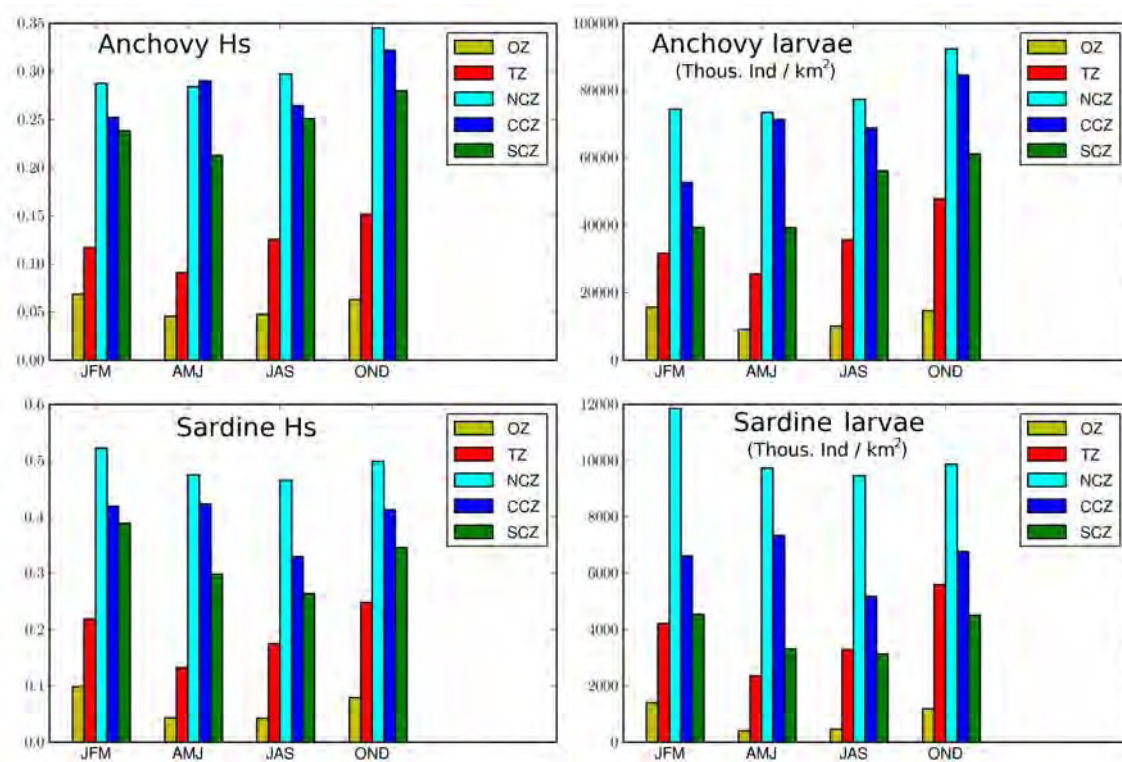 Anchovy Hs
0.35
0.30
0.25
0.20
0.15
0.10
0.05
0.00
JFM AMJ JAS OND
OZ
TZ
NCZ
CCZ
SCZ
Anchovy larvae
(Thous. Ind / km²)
100000
80000
60000
40000
20000
0
JFM AMJ JAS OND
OZ
TZ
NCZ
CCZ
SCZ
Sardine Hs
0.6
0.5
0.4
0.3
0.2
0.1
0.0
JFM AMJ JAS OND
OZ
TZ
NCZ
CCZ
SCZ
Sardine larvae
(Thous. Ind / km²)
12000
10000
8000
6000
4000
2000
0
JFM AMJ JAS OND
OZ
TZ
NCZ
CCZ
SCZ